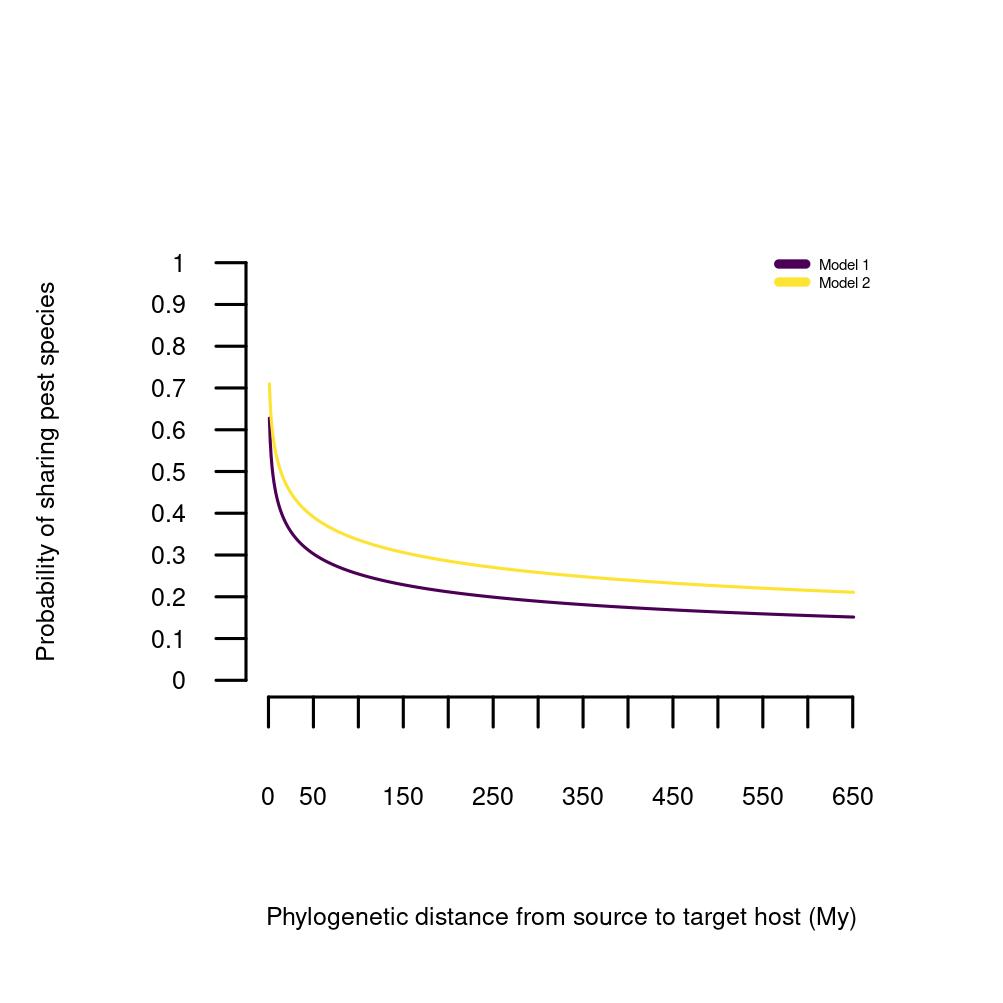 Model 1
Model 2
Probability of sharing pest species
1
0.9
0.8
0.7
0.6
0.5
0.4
0.3
0.2
0.1
0
0 50 150 250 350 450 550 650
Phylogenetic distance from source to target host (My)